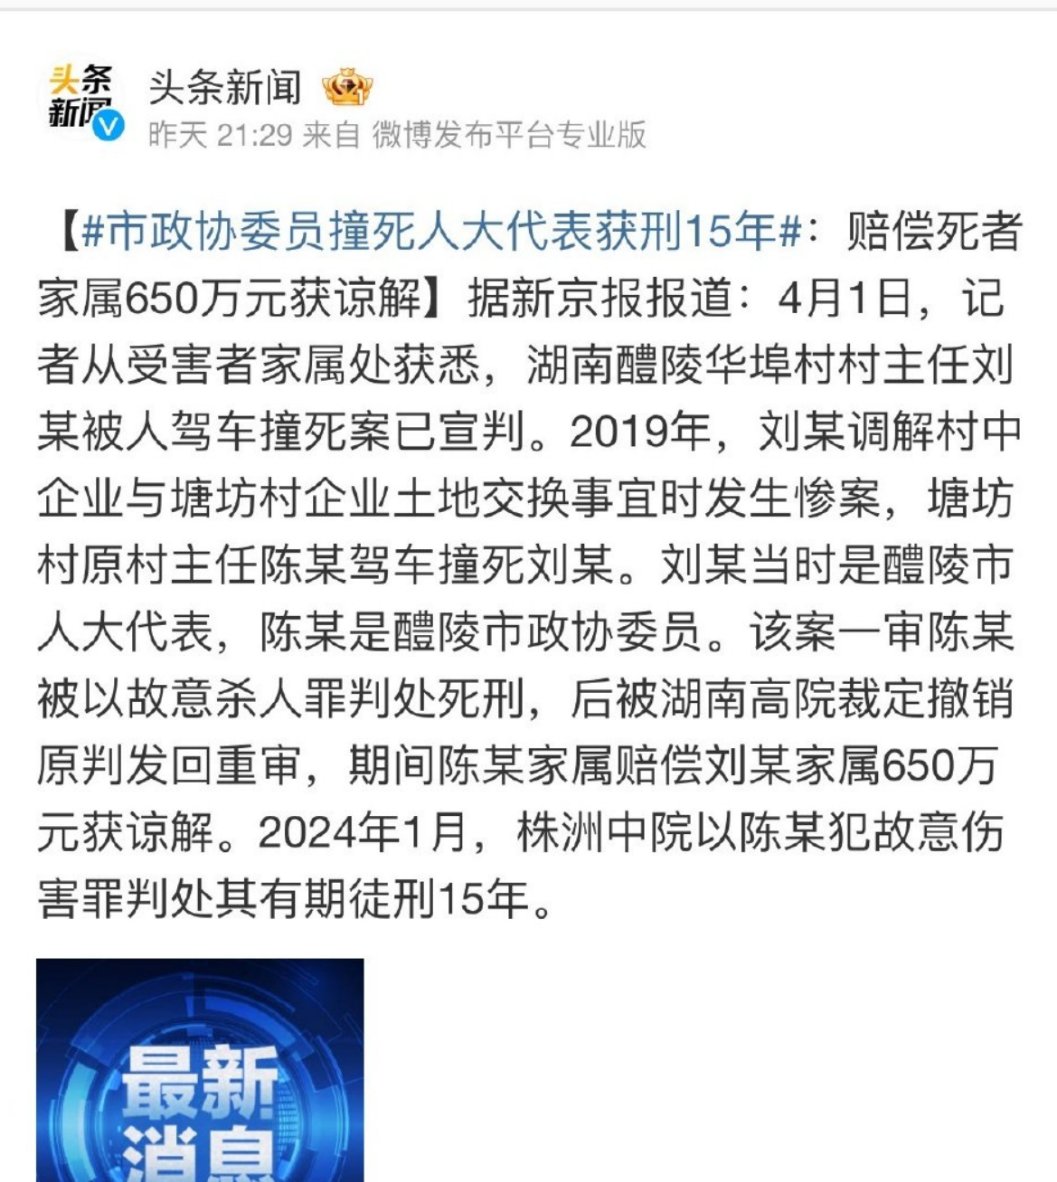 头条
新闻
头条新闻
昨天 21:29 来自 微博发布平台专业版
【#市政协委员撞死人大代表获刑15年#：赔偿死者
家属650万元获谅解】据新京报报道：4月1日，记
者从受害者家属处获悉，湖南醴陵华埠村村主任刘
某被人驾车撞死案已宣判。2019年，刘某调解村中
企业与塘坊村企业土地交换事宜时发生惨案，塘坊
村原村主任陈某驾车撞死刘某。刘某当时是醴陵市
人大代表，陈某是醴陵市政协委员。该案一审陈某
被以故意杀人罪判处死刑，后被湖南高院裁定撤销
原判发回重审，期间陈某家属赔偿刘某家属650万
元获谅解。2024年1月，株洲中院以陈某犯故意伤
害罪判处其有期徒刑15年。
最新
消息